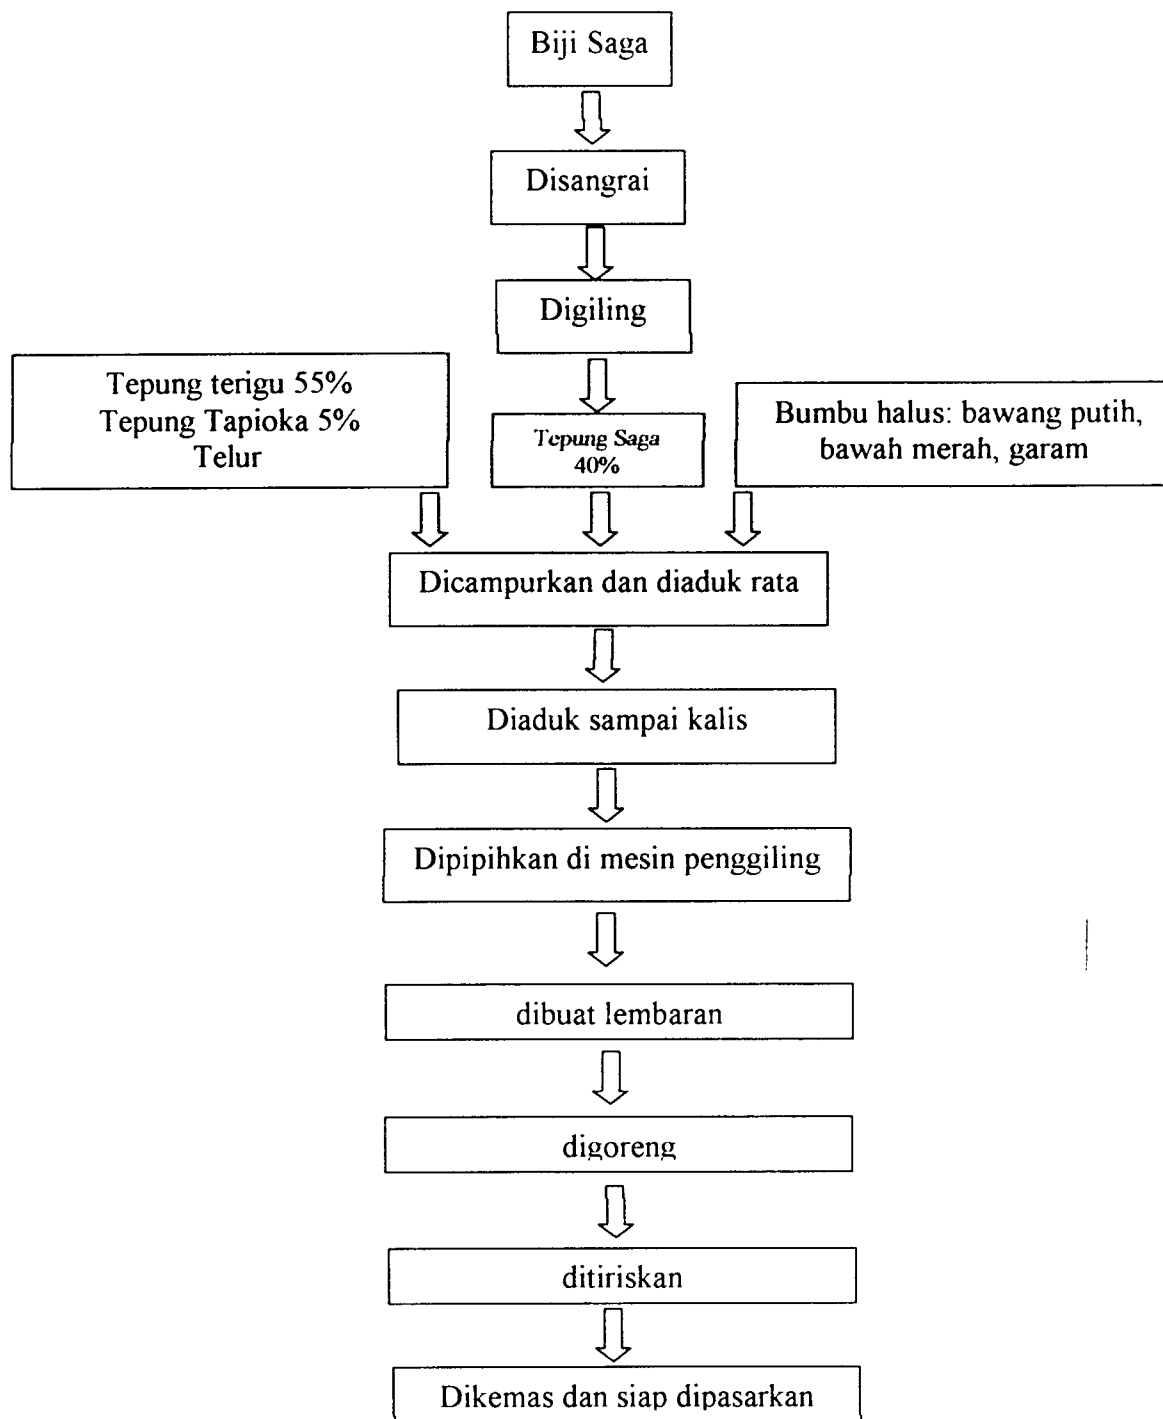 Biji Saga
Disangrai
Digiling
Tepung terigu 55%
Tepung Tapioka 5%
Telur
Tepung Saga
40%
Bumbu halus: bawang putih,
bawah merah, garam
Dicampurkan dan diaduk rata
Diaduk sampai kalis
Dipipihkan di mesin penggiling
dibuat lembaran
digoreng
ditiriskan
Dikemas dan siap dipasarkan